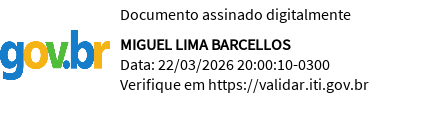 gov.br
Documento assinado digitalmente
MIGUEL LIMA BARCELLOS
Data: 22/03/2026 20:00:10-0300
Verifique em https://validar.iti.gov.br